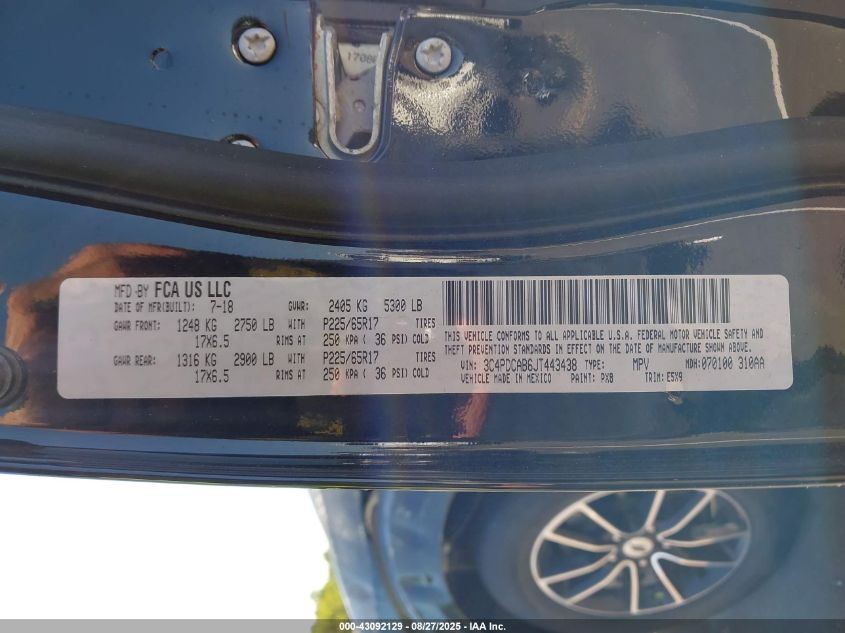 1708
MFD BY FCA US LLC
DATE OF MFR(BUILT): 7-18 GVWR: 2405 KG 5300 LB
GAWR FRONT: 1248 KG 2750 LB WITH P225/65R17 TIRES
17X6.5 RIMS AT 250 KPA ( 36 PSI) COLD
GAWR REAR: 1316 KG 2900 LB WITH P225/65R17 TIRES
17X6.5 RIMS AT 250 KPA ( 36 PSI) COLD
THIS VEHICLE CONFORMS TO ALL APPLICABLE U.S.A. FEDERAL MOTOR VEHICLE SAFETY AND
THEFT PREVENTION STANDARDS IN EFFECT ON THE DATE OF MANUFACTURE SHOWN ABOVE.
VIN: 3C4PDCAB6JT443438 TYPE: MPV MDH: 070100 310AA
VEHICLE MADE IN MEXICO PAINT: PX8 TRIM: E5X9
000-43092129 - 08/27/2025 - IAA Inc.